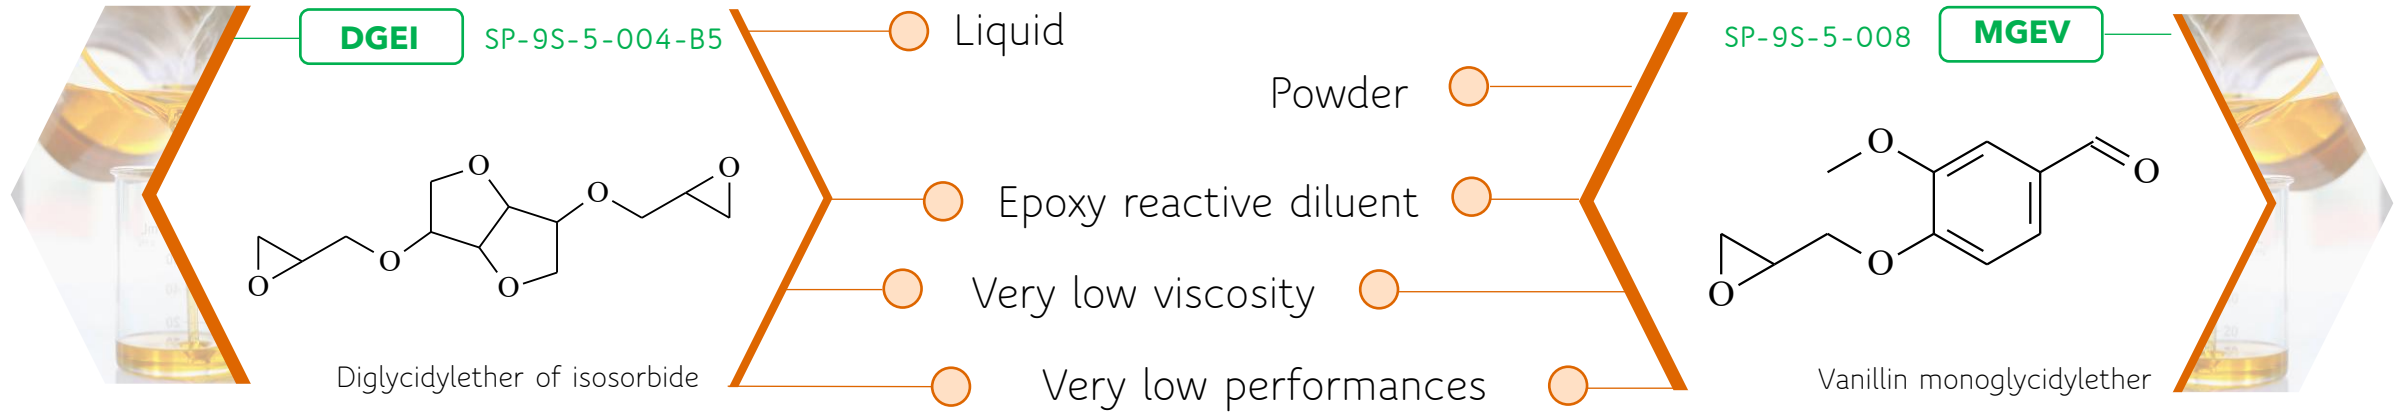 DGEI SP-9S-5-004-B5
Liquid
SP-9S-5-008 MGEV
Powder
Epoxy reactive diluent
Very low viscosity
Very low performances
O
O
O
O
O
O
Diglycidylether of isosorbide
O
O
O
O
Vanillin monoglycidylether